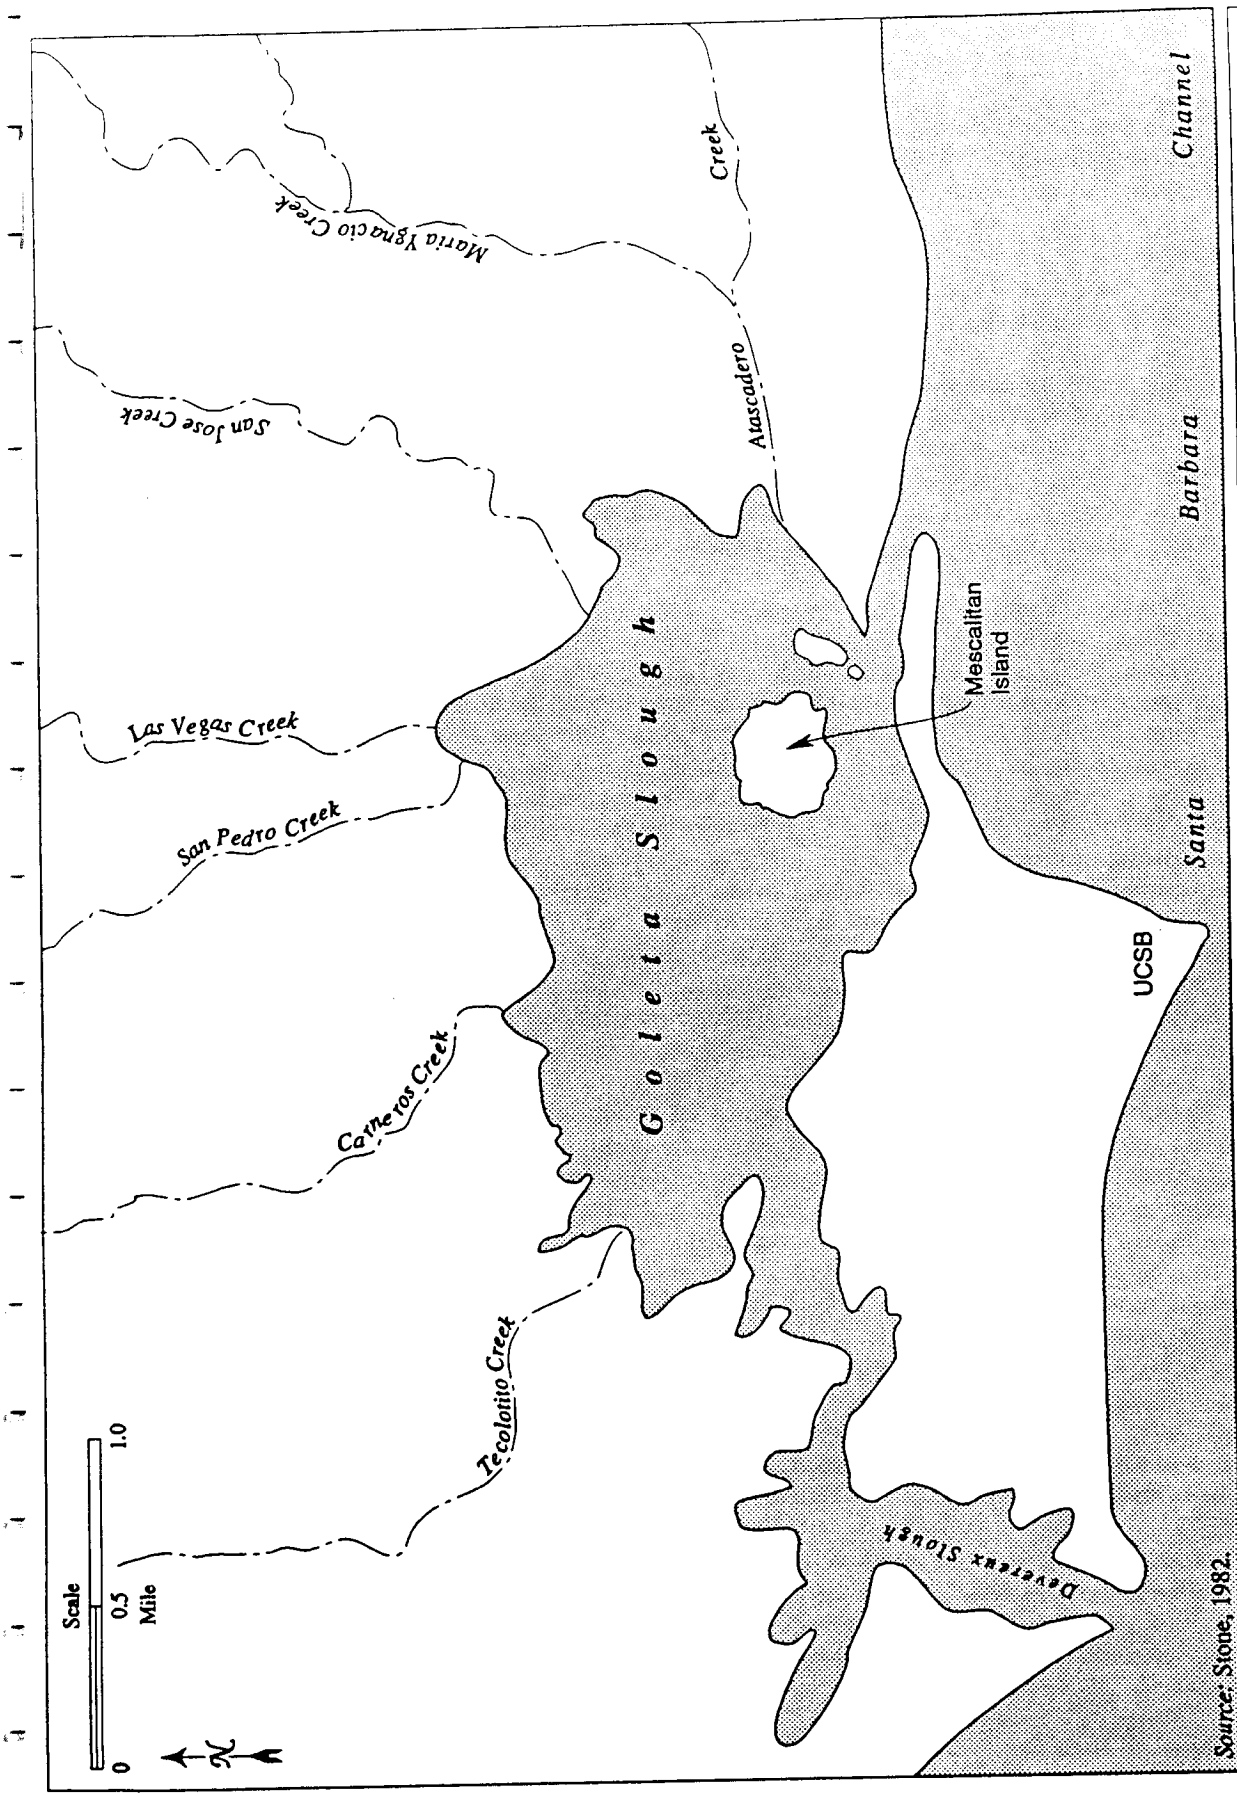 Scale
0 0.5 1.0
Mile
N
Tecolotito Creek
Carneros Creek
San Pedro Creek
Las Vegas Creek
San Jose Creek
Maria Ygnacio Creek
Atascadero
Creek
Goleta Slough
Devereux Slough
Mescalitan
Island
UCSB
Santa Barbara Channel
Source: Stone, 1982.